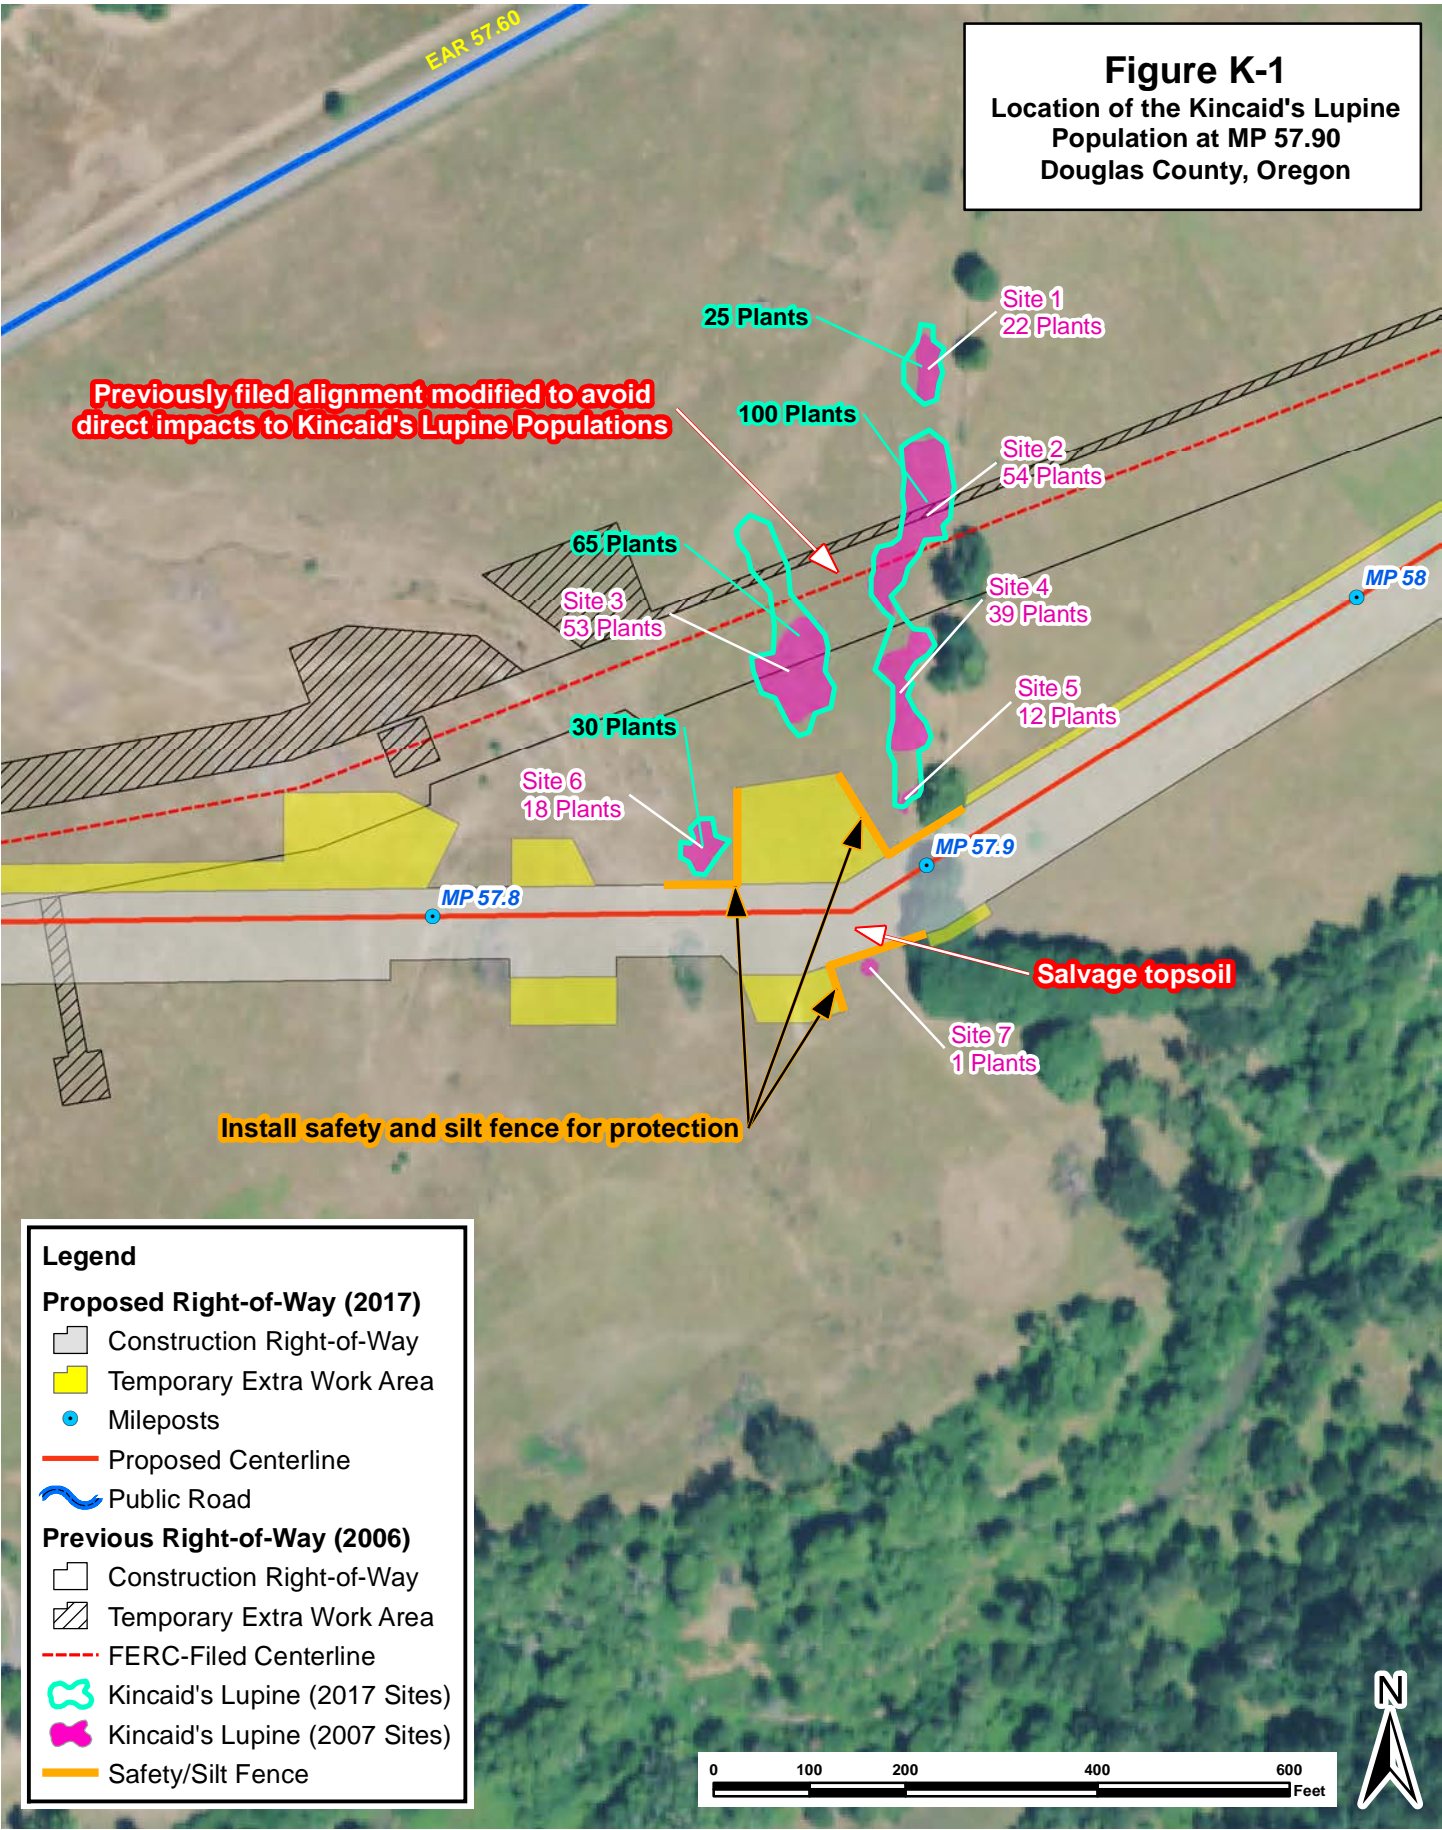 EAR 57.60
Figure K-1
Location of the Kincaid's Lupine
Population at MP 57.90
Douglas County, Oregon
25 Plants
Site 1
22 Plants
Previously filed alignment modified to avoid
direct impacts to Kincaid's Lupine Populations
100 Plants
Site 2
54 Plants
65 Plants
Site 3
53 Plants
Site 4
39 Plants
MP 58
Site 5
12 Plants
30 Plants
Site 6
18 Plants
MP 57.9
MP 57.8
Salvage topsoil
Site 7
1 Plants
Install safety and silt fence for protection
Legend
Proposed Right-of-Way (2017)
Construction Right-of-Way
Temporary Extra Work Area
Mileposts
Proposed Centerline
Public Road
Previous Right-of-Way (2006)
Construction Right-of-Way
Temporary Extra Work Area
FERC-Filed Centerline
Kincaid's Lupine (2017 Sites)
Kincaid's Lupine (2007 Sites)
Safety/Silt Fence
0 100 200 400 600
Feet
N